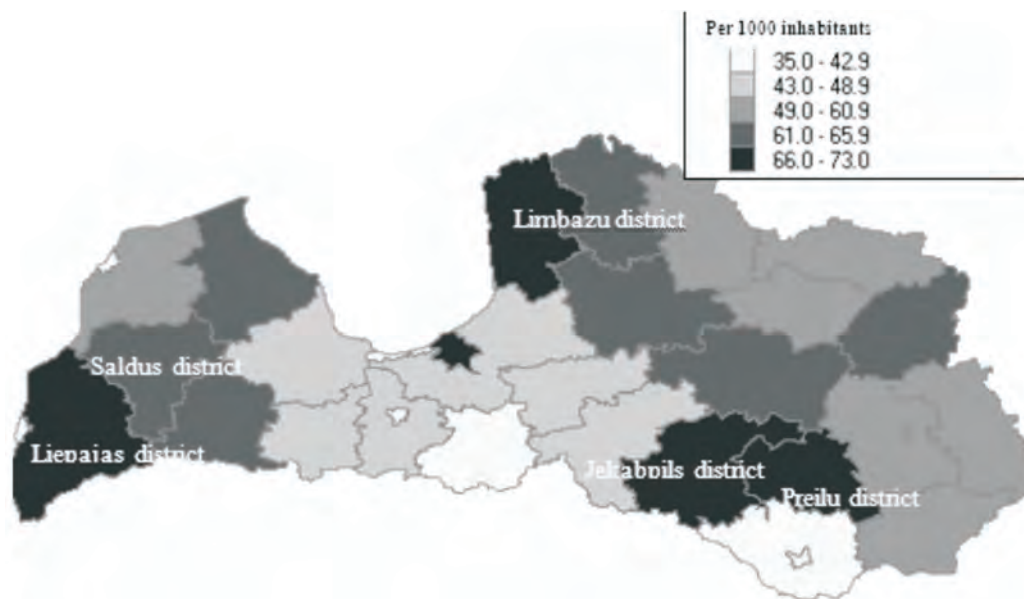 Per 1000 inhabitants
35.0 - 42.9
43.0 - 48.9
49.0 - 60.9
61.0 - 65.9
66.0 - 73.0
Limbazu district
Saldus district
Liepajas district
Jekabpils district
Preilu district